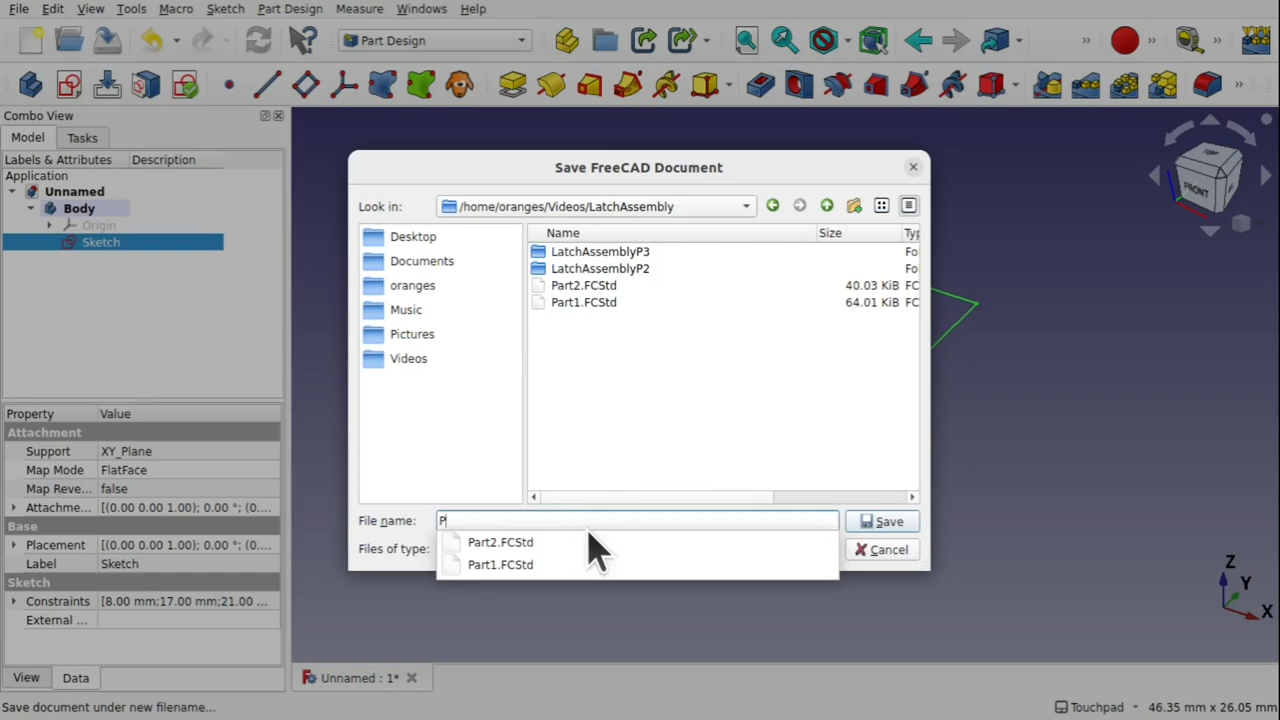 File Edit View Tools Macro Sketch Part Design Measure Windows Help
Part Design
Combo View
Model Tasks
Labels & Attributes Description
Application
Unnamed
Body
Origin
Sketch
Property Value
Attachment
Support XY_Plane
Map Mode FlatFace
Map Reve... false
Attachme... [(0.00 0.00 1.00); 0.00 °; (0....
Base
Placement [(0.00 0.00 1.00); 0.00 °; (0....
Label Sketch
Sketch
Constraints [8.00 mm;17.00 mm;21.00 ...
External ...
View Data
Save FreeCAD Document
Look in: /home/oranges/Videos/LatchAssembly
Desktop
Documents
oranges
Music
Pictures
Videos
Name Size Typ
LatchAssemblyP3 Fo
LatchAssemblyP2 Fo
Part2.FCStd 40.03 KiB FC
Part1.FCStd 64.01 KiB FC
File name: P Save
Files of type: Cancel
Part2.FCStd
Part1.FCStd
FRONT
Z
Y
X
Unnamed : 1*
Save document under new filename... Touchpad 46.35 mm x 26.05 mm